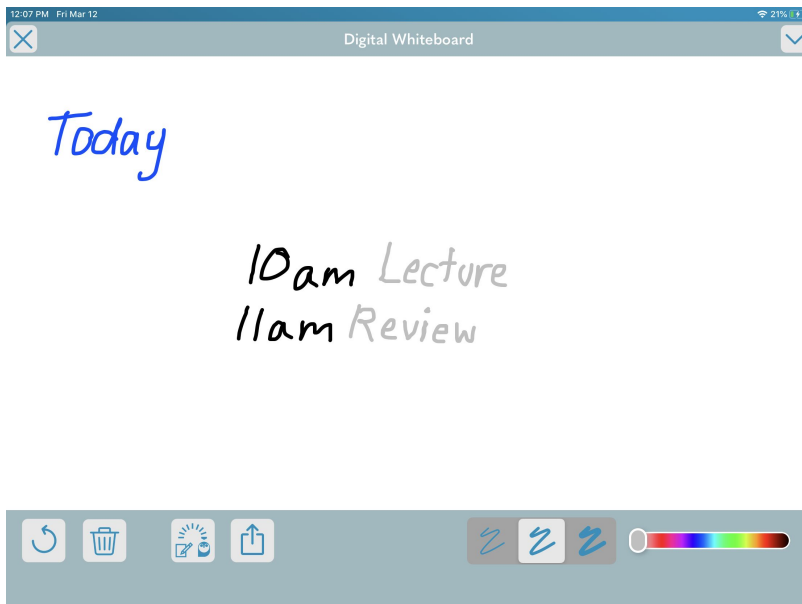 12:07 PM Fri Mar 12 21%
Digital Whiteboard
Today
10am Lecture
11am Review